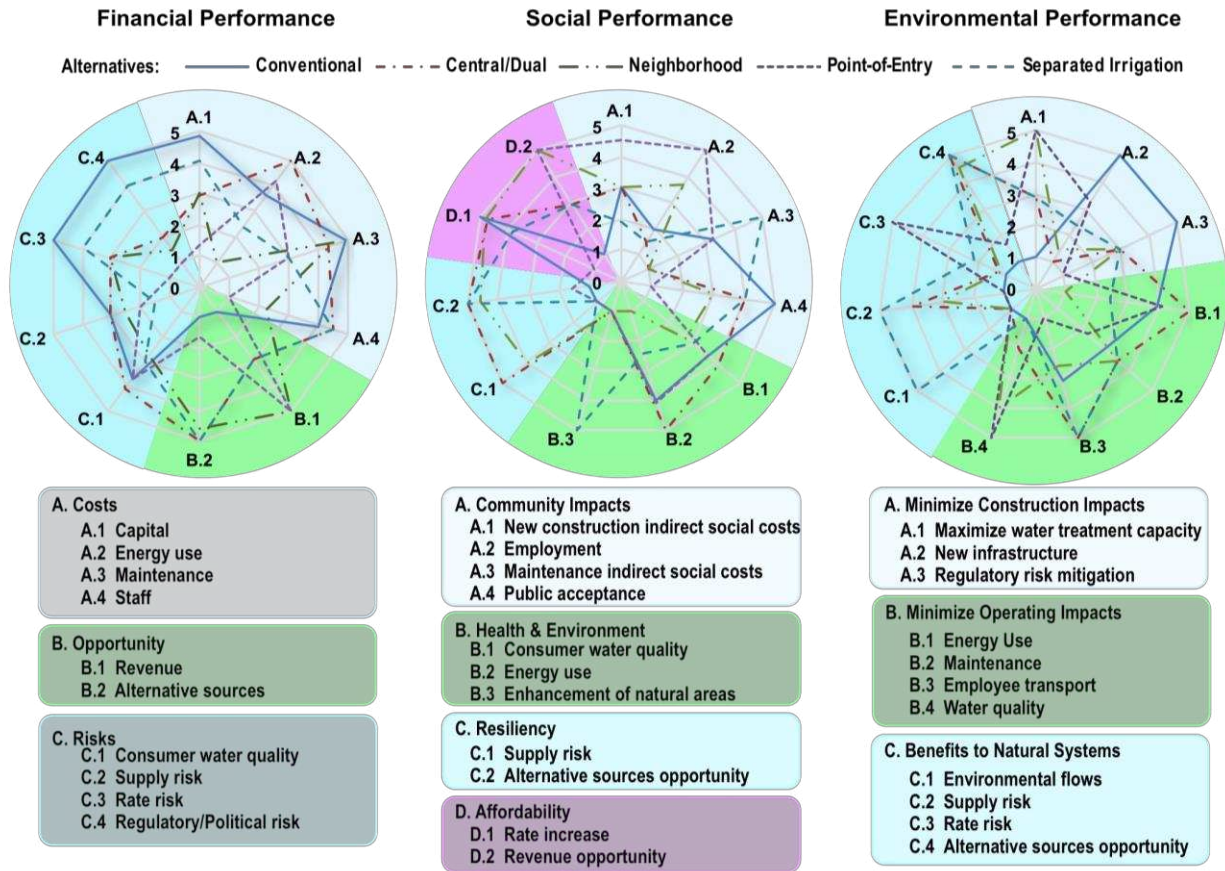 Financial Performance
Social Performance
Environmental Performance
Alternatives: Conventional Central/Dual Neighborhood Point-of-Entry Separated Irrigation
A.1
A.2
A.3
A.4
B.1
B.2
C.1
C.2
C.3
C.4
5
4
3
2
1
0
A.1
A.2
A.3
A.4
B.1
B.2
B.3
C.1
C.2
D.1
D.2
5
4
3
2
1
0
A.1
A.2
A.3
B.1
B.2
B.3
B.4
C.1
C.2
C.3
C.4
5
4
3
2
1
0
A. Costs
A.1 Capital
A.2 Energy use
A.3 Maintenance
A.4 Staff
B. Opportunity
B.1 Revenue
B.2 Alternative sources
C. Risks
C.1 Consumer water quality
C.2 Supply risk
C.3 Rate risk
C.4 Regulatory/Political risk
A. Community Impacts
A.1 New construction indirect social costs
A.2 Employment
A.3 Maintenance indirect social costs
A.4 Public acceptance
B. Health & Environment
B.1 Consumer water quality
B.2 Energy use
B.3 Enhancement of natural areas
C. Resiliency
C.1 Supply risk
C.2 Alternative sources opportunity
D. Affordability
D.1 Rate increase
D.2 Revenue opportunity
A. Minimize Construction Impacts
A.1 Maximize water treatment capacity
A.2 New infrastructure
A.3 Regulatory risk mitigation
B. Minimize Operating Impacts
B.1 Energy Use
B.2 Maintenance
B.3 Employee transport
B.4 Water quality
C. Benefits to Natural Systems
C.1 Environmental flows
C.2 Supply risk
C.3 Rate risk
C.4 Alternative sources opportunity